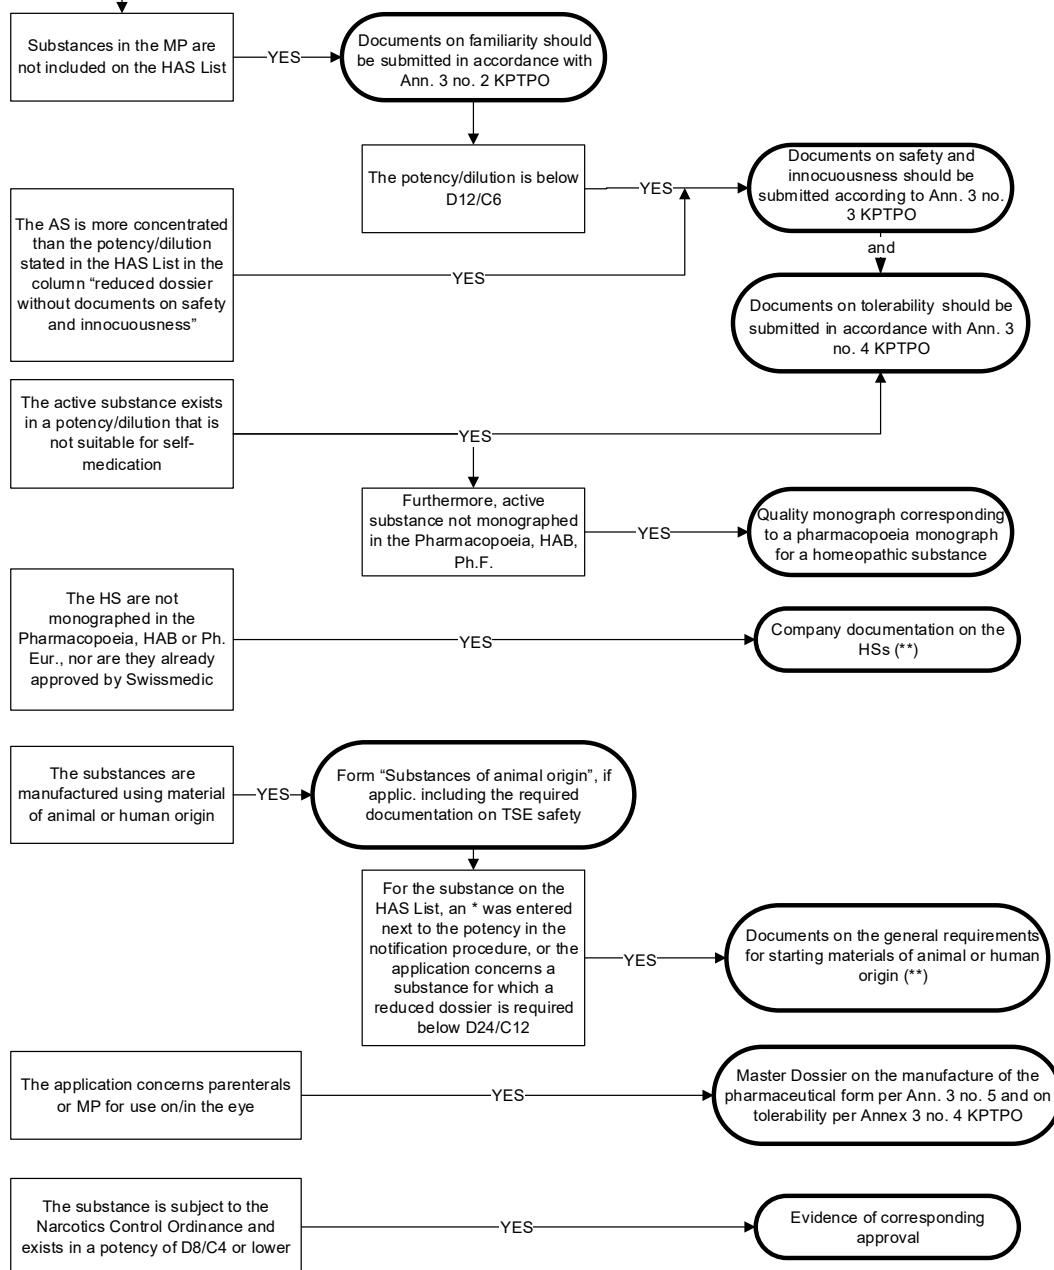 Substances in the MP are
not included on the HAS List
YES
Documents on familiarity should
be submitted in accordance with
Ann. 3 no. 2 KPTPO
The potency/dilution is below
D12/C6
YES
Documents on safety and
innocuousness should be
submitted according to Ann. 3 no.
3 KPTPO
and
The AS is more concentrated
than the potency/dilution
stated in the HAS List in the
column “reduced dossier
without documents on safety
and innocuousness”
YES
Documents on tolerability should be
submitted in accordance with Ann. 3
no. 4 KPTPO
The active substance exists
in a potency/dilution that is
not suitable for self-
medication
YES
Furthermore, active
substance not monographed
in the Pharmacopoeia, HAB,
Ph.F.
YES
Quality monograph corresponding
to a pharmacopoeia monograph
for a homeopathic substance
The HS are not
monographed in the
Pharmacopoeia, HAB or Ph.
Eur., nor are they already
approved by Swissmedic
YES
Company documentation on the
HSs (**)
The substances are
manufactured using material
of animal or human origin
YES
Form “Substances of animal origin”, if
applic. including the required
documentation on TSE safety
For the substance on the
HAS List, an * was entered
next to the potency in the
notification procedure, or the
application concerns a
substance for which a
reduced dossier is required
below D24/C12
YES
Documents on the general requirements
for starting materials of animal or human
origin (**)
The application concerns parenterals
or MP for use on/in the eye
YES
Master Dossier on the manufacture of the
pharmaceutical form per Ann. 3 no. 5 and on
tolerability per Annex 3 no. 4 KPTPO
The substance is subject to the
Narcotics Control Ordinance and
exists in a potency of D8/C4 or lower
YES
Evidence of corresponding
approval